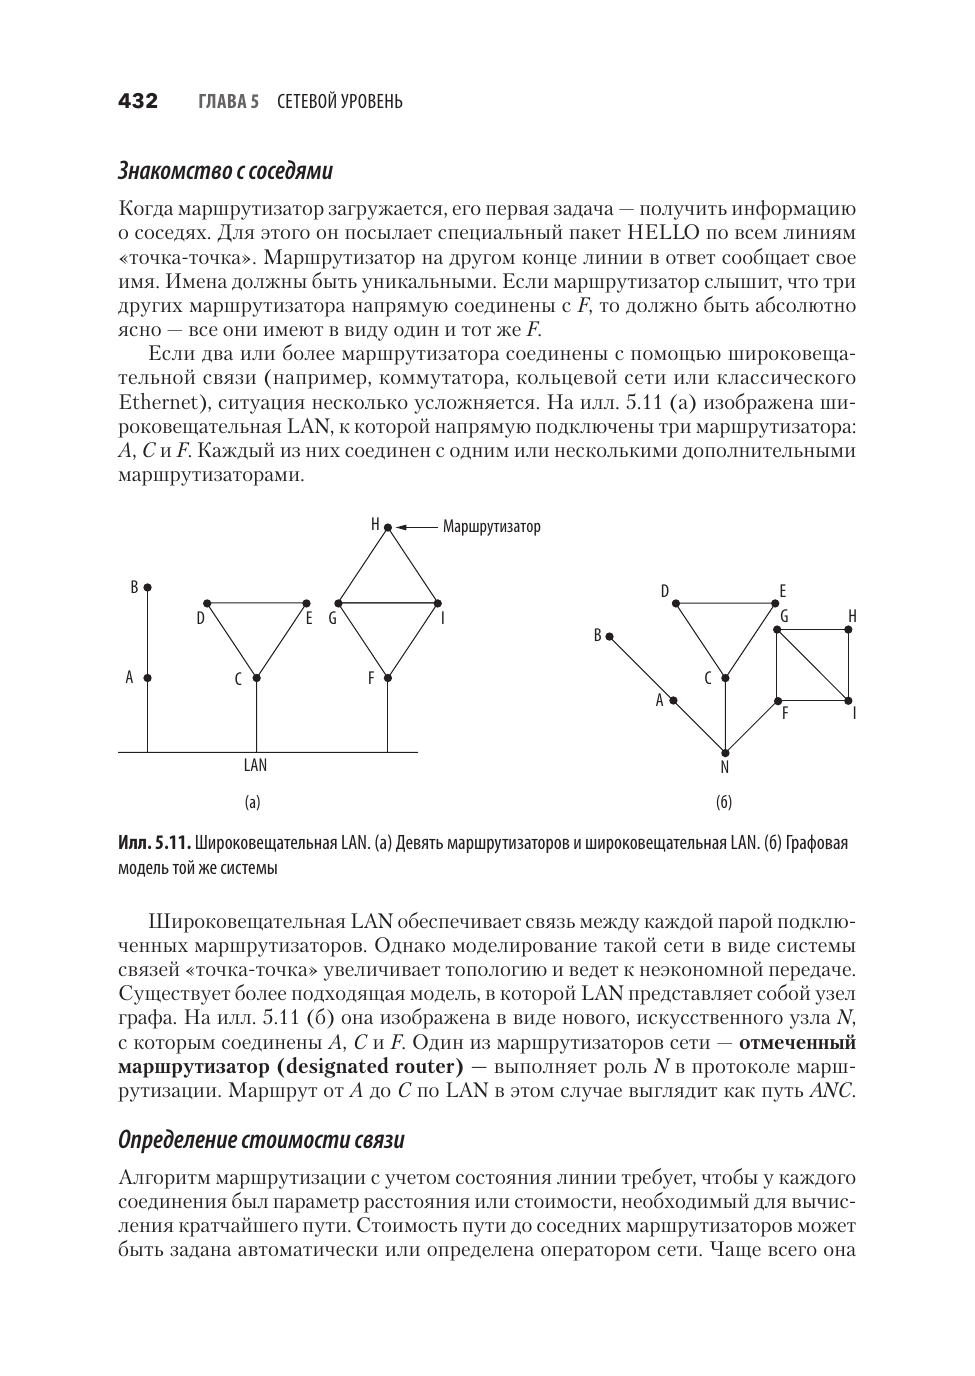 432 ГЛАВА 5 СЕТЕВОЙ УРОВЕНЬ
Знакомство с соседями
Когда маршрутизатор загружается, его первая задача — получить информацию
о соседях. Для этого он посылает специальный пакет HELLO по всем линиям
«точка-точка». Маршрутизатор на другом конце линии в ответ сообщает свое
имя. Имена должны быть уникальными. Если маршрутизатор слышит, что три
других маршрутизатора напрямую соединены с F, то должно быть абсолютно
ясно — все они имеют в виду один и тот же F.
Если два или более маршрутизатора соединены с помощью широковеща-
тельной связи (например, коммутатора, кольцевой сети или классического
Ethernet), ситуация несколько усложняется. На илл. 5.11 (а) изображена ши-
роковещательная LAN, к которой напрямую подключены три маршрутизатора:
A, C и F. Каждый из них соединен с одним или несколькими дополнительными
маршрутизаторами.
H Маршрутизатор
B
D E G I
A C F
LAN
(а)
D E
G H
B
C
A
F I
N
(б)
Илл. 5.11. Широковещательная LAN. (а) Девять маршрутизаторов и широковещательная LAN. (б) Графовая
модель той же системы
Широковещательная LAN обеспечивает связь между каждой парой подклю-
ченных маршрутизаторов. Однако моделирование такой сети в виде системы
связей «точка-точка» увеличивает топологию и ведет к неэкономной передаче.
Существует более подходящая модель, в которой LAN представляет собой узел
графа. На илл. 5.11 (б) она изображена в виде нового, искусственного узла N,
с которым соединены A, C и F. Один из маршрутизаторов сети — отмеченный
маршрутизатор (designated router) — выполняет роль N в протоколе марш-
рутизации. Маршрут от A до C по LAN в этом случае выглядит как путь ANC.
Определение стоимости связи
Алгоритм маршрутизации с учетом состояния линии требует, чтобы у каждого
соединения был параметр расстояния или стоимости, необходимый для вычис-
ления кратчайшего пути. Стоимость пути до соседних маршрутизаторов может
быть задана автоматически или определена оператором сети. Чаще всего она